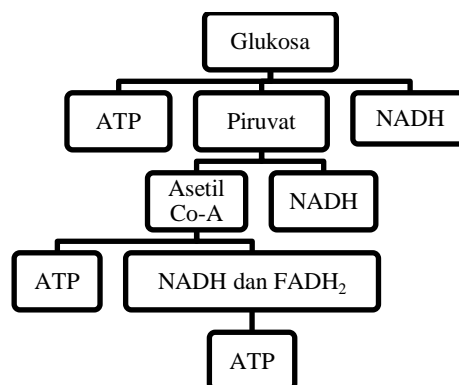 Glukosa
ATP
Piruvat
NADH
Asetil
Co-A
NADH
ATP
NADH dan FADH₂
ATP